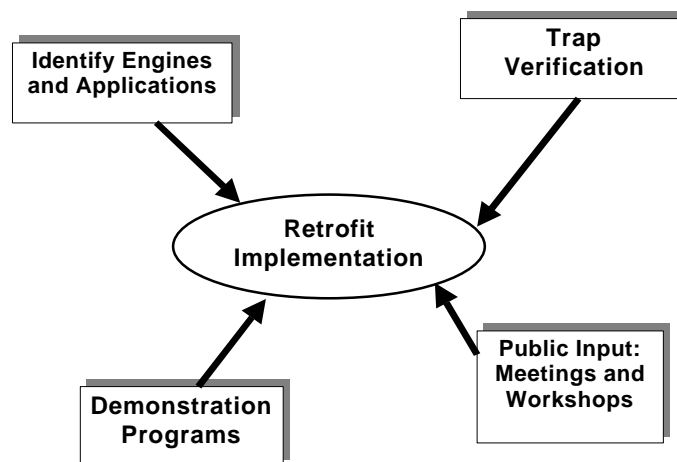 Identify Engines
and Applications
Trap
Verification
Retrofit
Implementation
Public Input:
Meetings and
Workshops
Demonstration
Programs